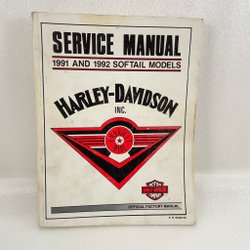 SERVICE MANUAL
1991 AND 1992 SOFTAIL MODELS
HARLEY-DAVIDSON
INC.
OFFICIAL FACTORY MANUAL